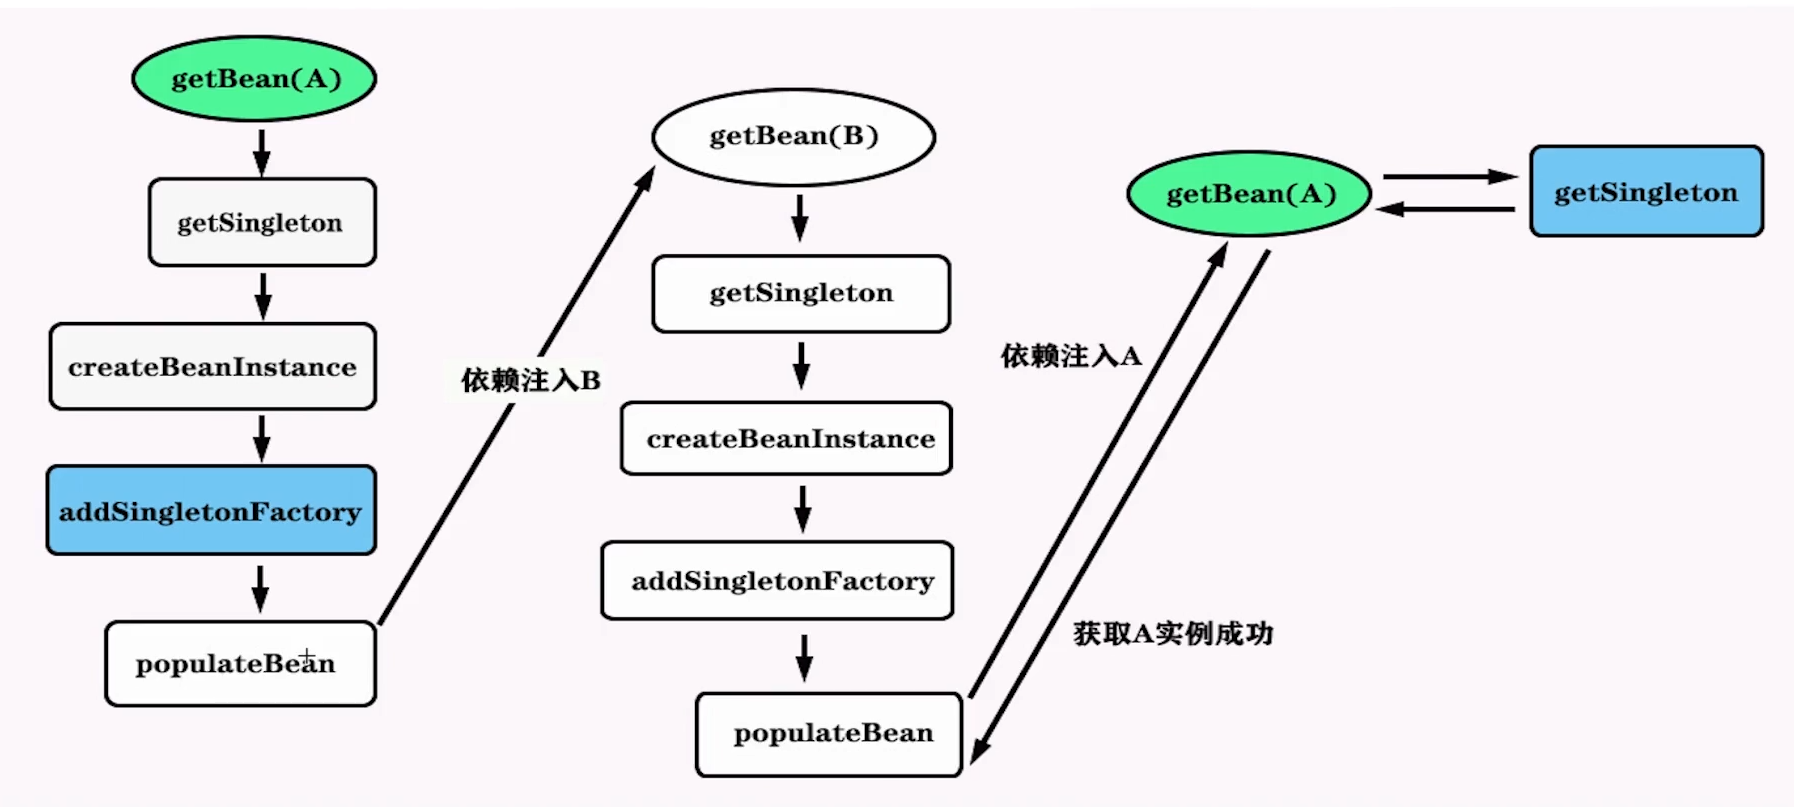 getBean(A)
getSingleton
createBeanInstance
addSingletonFactory
populateBean
依赖注入B
getBean(B)
getSingleton
createBeanInstance
addSingletonFactory
populateBean
依赖注入A
getBean(A)
getSingleton
获取A实例成功